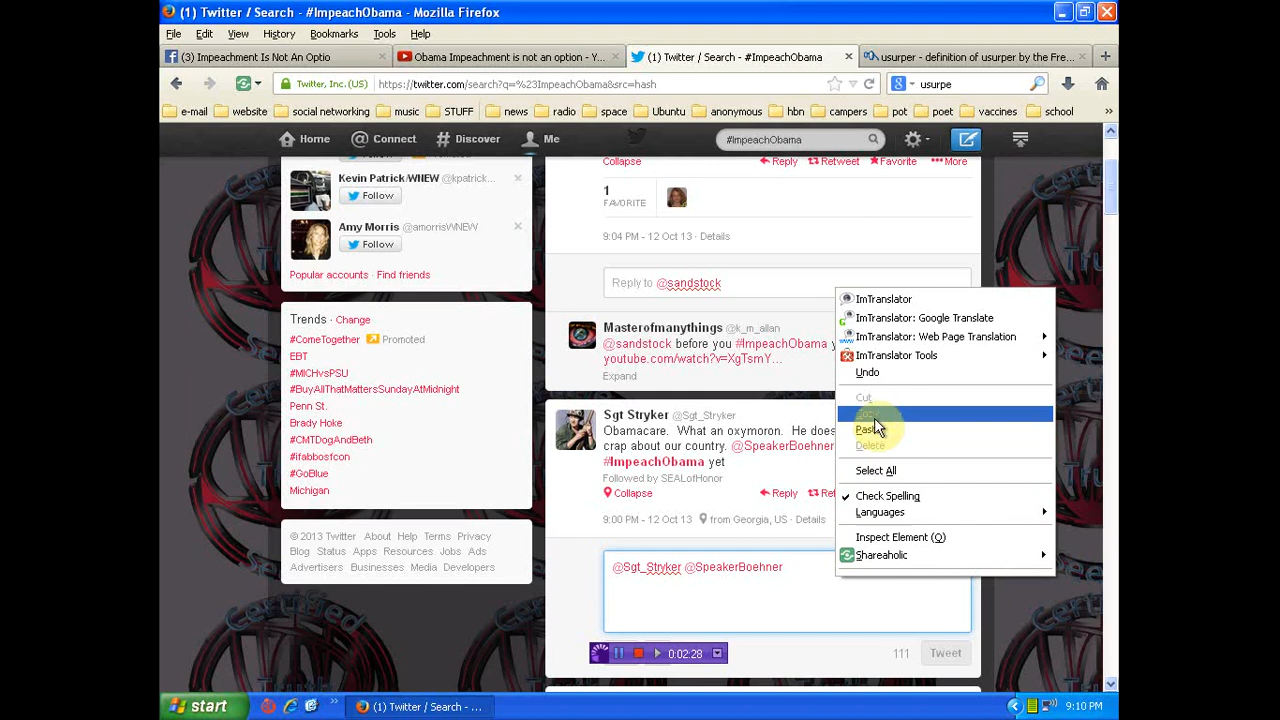 (1) Twitter / Search - #ImpeachObama - Mozilla Firefox
File Edit View History Bookmarks Tools Help
(3) Impeachment Is Not An Optio
Obama Impeachment is not an option - Y...
(1) Twitter / Search - #ImpeachObama
usurper - definition of usurper by the Fre...
Twitter, Inc. (US)
https://twitter.com/search?q=%23ImpeachObama&src=hash
usurpe
e-mail website social networking music STUFF news radio space Ubuntu anonymous hbn campers pot poet vaccines school
Home Connect Discover Me
#ImpeachObama
Follow
Kevin Patrick WNEW @kpatrick...
Follow
Amy Morris @amorrisWNEW
Follow
Popular accounts · Find friends
Trends · Change
#ComeTogether Promoted
EBT
#MICHvsPSU
#BuyAllThatMattersSundayAtMidnight
Penn St.
Brady Hoke
#CMTDogAndBeth
#ifabbosfcon
#GoBlue
Michigan
© 2013 Twitter About Help Terms Privacy
Blog Status Apps Resources Jobs Ads
Advertisers Businesses Media Developers
Collapse Reply Retweet Favorite More
1
FAVORITE
9:04 PM - 12 Oct 13 · Details
Reply to @sandstock
Masterofmanythings @k_m_allan
@sandstock before you #ImpeachObama
youtube.com/watch?v=XgTsmY...
Expand
Sgt Stryker @Sgt_Stryker
Obamacare. What an oxymoron. He does
crap about our country. @SpeakerBoehner
#ImpeachObama yet
Followed by SEALofHonor
Collapse Reply
9:00 PM - 12 Oct 13 from Georgia, US · Details
@Sgt_Stryker @SpeakerBoehner
0:02:28
111 Tweet
ImTranslator
ImTranslator: Google Translate
ImTranslator: Web Page Translation
ImTranslator Tools
Undo
Cut
Copy
Paste
Delete
Select All
Check Spelling
Languages
Inspect Element (Q)
Shareaholic
start
(1) Twitter / Search - ...
9:10 PM